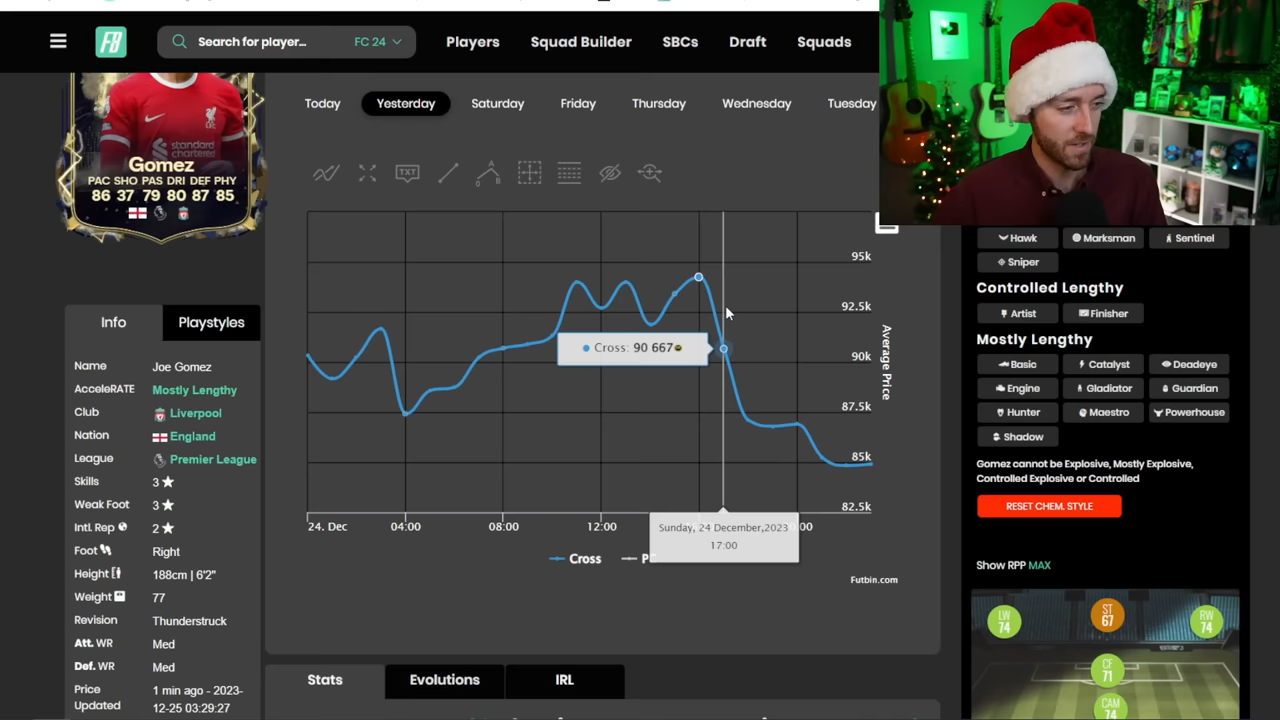 FB
Search for player...
FC 24
Players
Squad Builder
SBCs
Draft
Squads
standard
chartered
Gomez
PAC SHO PAS DRI DEF PHY
86 37 79 80 87 85
Today
Yesterday
Saturday
Friday
Thursday
Wednesday
Tuesday
TXT
95k
92.5k
90k
87.5k
85k
82.5k
Average Price
Cross: 90 667
24. Dec
04:00
08:00
12:00
Sunday, 24 December,2023
17:00
Cross
Futbin.com
Info
Playstyles
Name Joe Gomez
AcceleRATE Mostly Lengthy
Club Liverpool
Nation England
League Premier League
Skills 3
Weak Foot 3
Intl. Rep 2
Foot Right
Height 188cm | 6'2"
Weight 77
Revision Thunderstruck
Att. WR Med
Def. WR Med
Price Updated 1 min ago - 2023-12-25 03:29:27
Stats
Evolutions
IRL
Hawk
Marksman
Sentinel
Sniper
Controlled Lengthy
Artist
Finisher
Mostly Lengthy
Basic
Catalyst
Deadeye
Engine
Gladiator
Guardian
Hunter
Maestro
Powerhouse
Shadow
Gomez cannot be Explosive, Mostly Explosive,
Controlled Explosive or Controlled
RESET CHEM. STYLE
Show RPP MAX
LW
74
ST
67
RW
74
CF
71
CAM
74